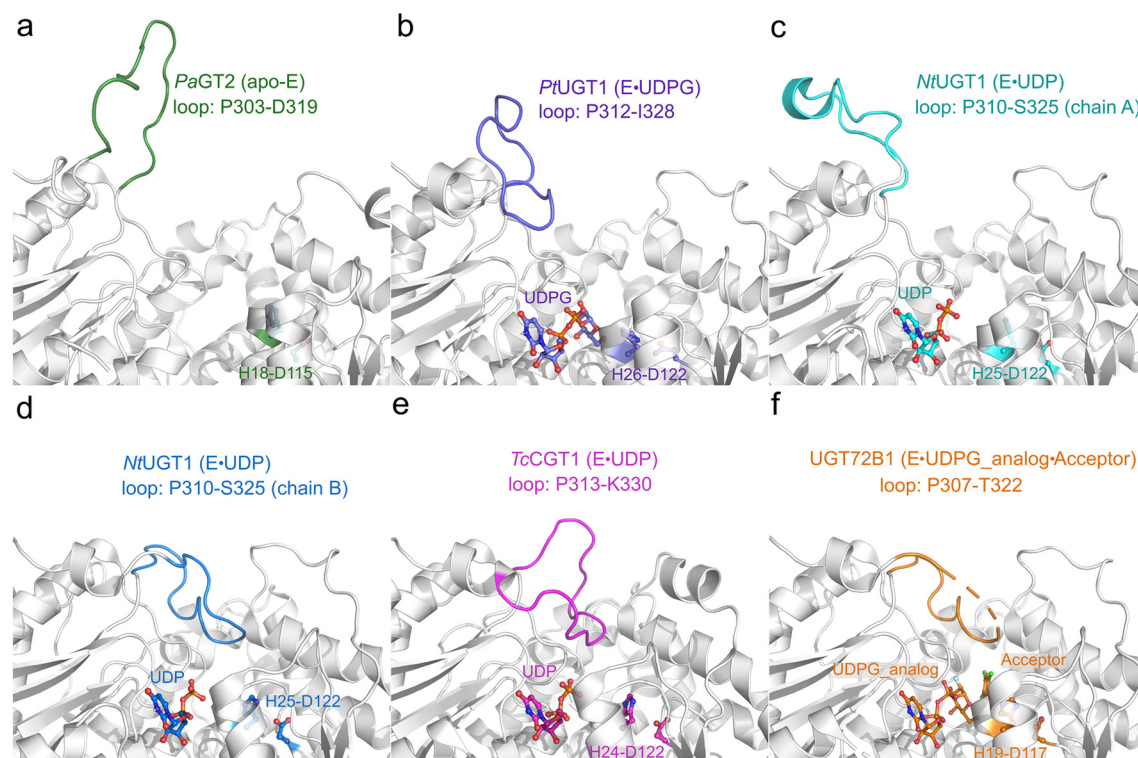 a
PaGT2 (apo-E)
loop: P303-D319
H18-D115
b
PtUGT1 (E•UDPG)
loop: P312-I328
UDPG
H26-D122
c
NtUGT1 (E•UDP)
loop: P310-S325 (chain A)
UDP
H25-D122
d
NtUGT1 (E•UDP)
loop: P310-S325 (chain B)
UDP
H25-D122
e
TcCGT1 (E•UDP)
loop: P313-K330
UDP
H24-D122
f
UGT72B1 (E•UDPG_analog•Acceptor)
loop: P307-T322
Acceptor
UDPG_analog
H19-D117